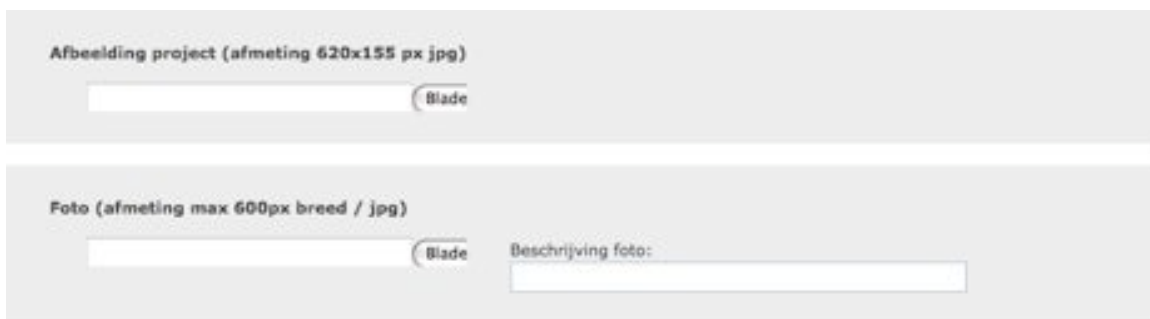 Afbeelding project (afmeting 620x155 px jpg)
Blade
Foto (afmeting max 600px breed / jpg)
Blade
Beschrijving foto: